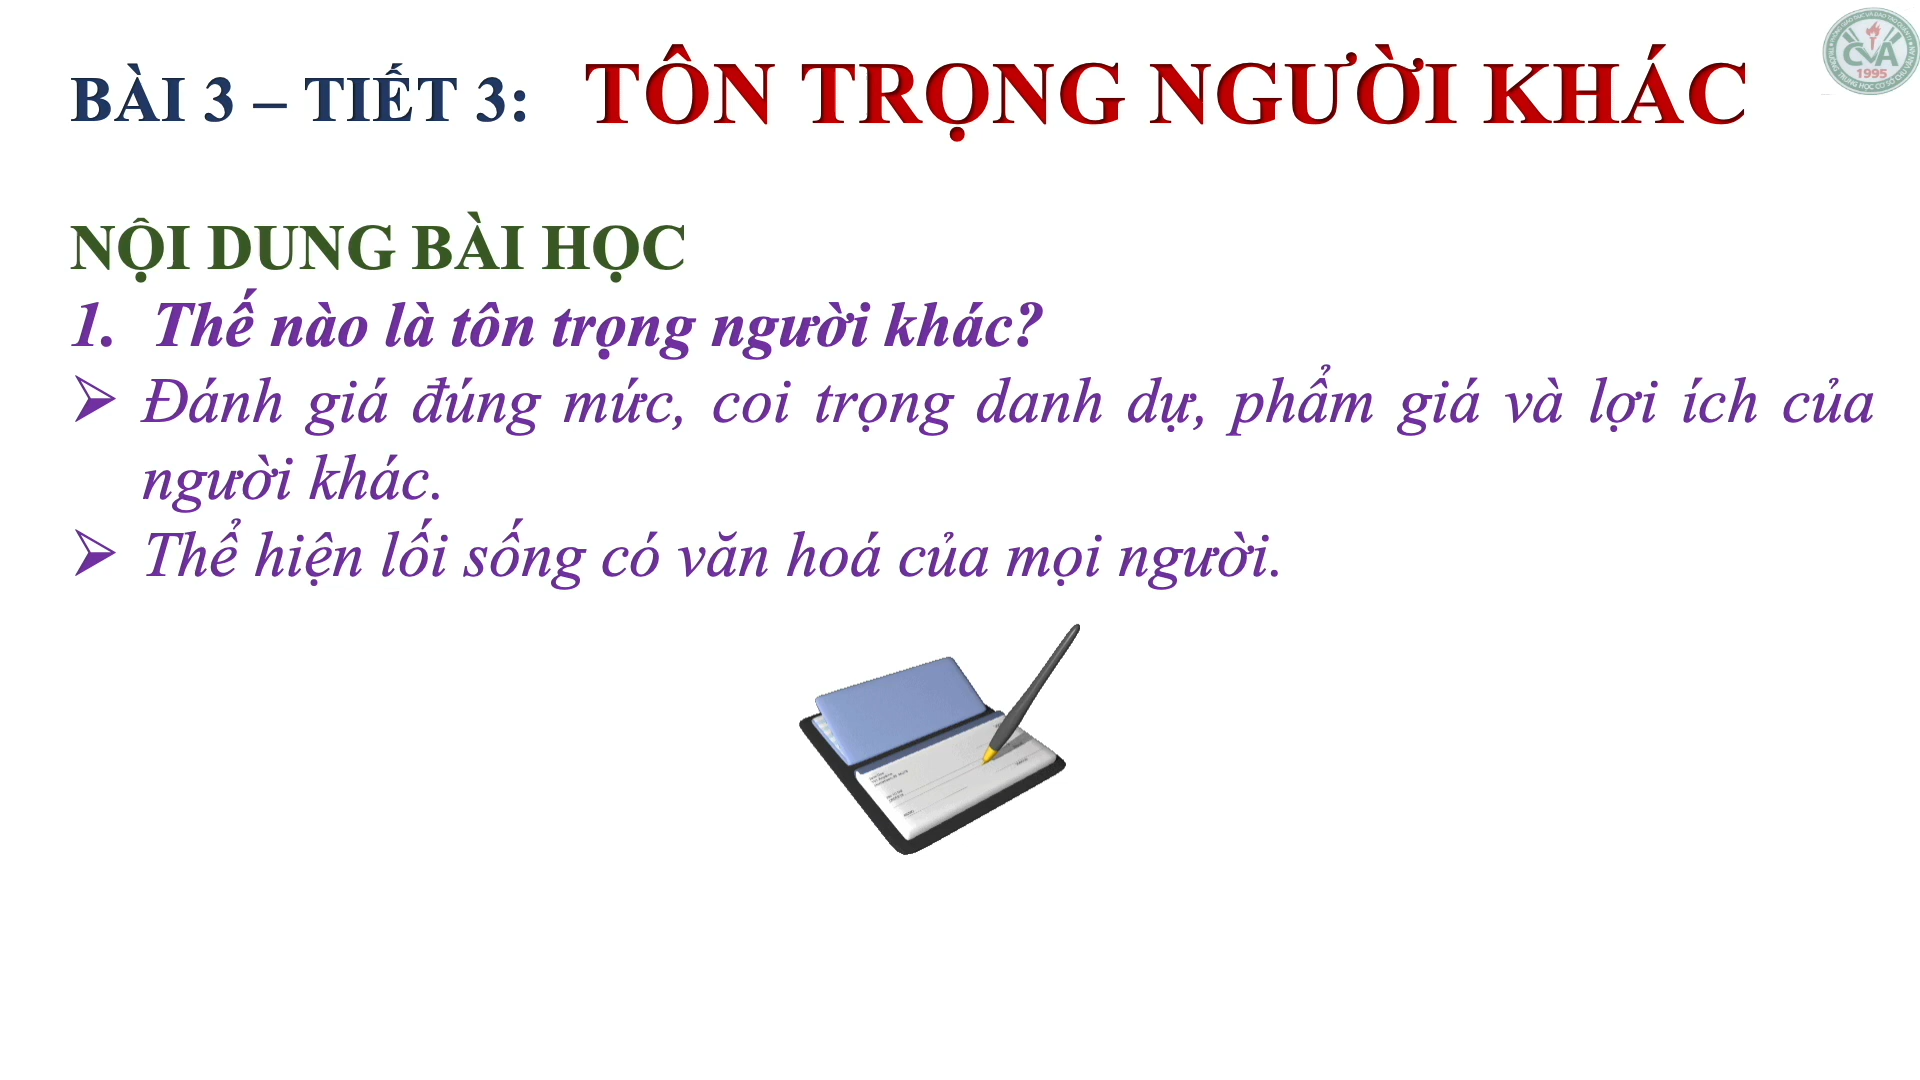 BÀI 3 – TIẾT 3: TÔN TRỌNG NGƯỜI KHÁC
CVA
1995
NỘI DUNG BÀI HỌC
1. Thế nào là tôn trọng người khác?
➢ Đánh giá đúng mức, coi trọng danh dự, phẩm giá và lợi ích của
người khác.
➢ Thể hiện lối sống có văn hoá của mọi người.